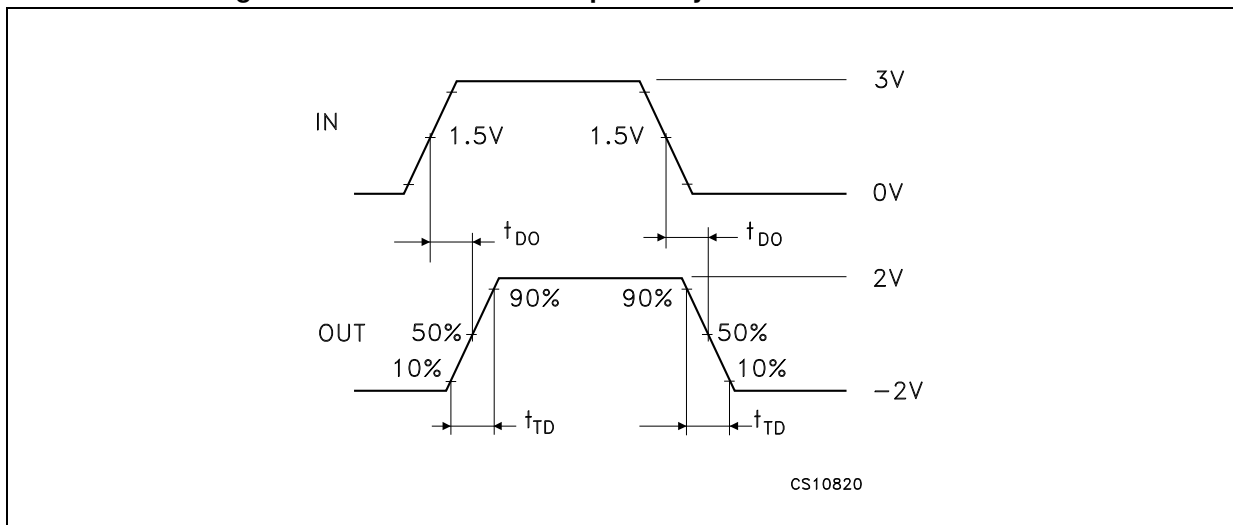 3V
IN
1.5V
1.5V
0V
tDO
tDO
2V
90%
90%
OUT
50%
50%
10%
10%
-2V
tTD
tTD
CS10820